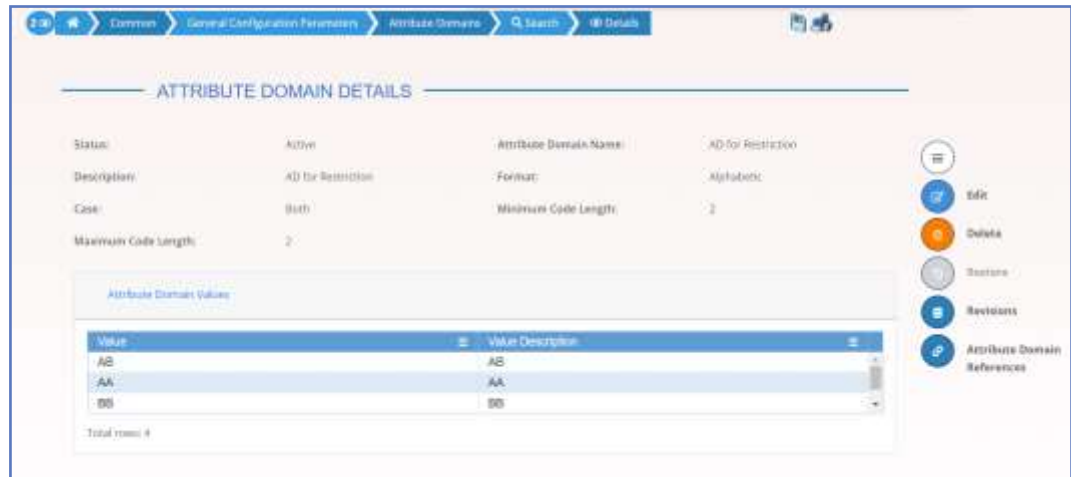 2:00 Common General Configuration Parameters Attribute Domains Search Details
ATTRIBUTE DOMAIN DETAILS
Status: Active Attribute Domain Name: AD for Restriction
Description: AD for Restriction Format: Alphabetic
Case: Both Minimum Code Length: 2
Maximum Code Length: 2
Edit
Delete
Restore
Revisions
Attribute Domain References
Attribute Domain Values
Value Value Description
AB AB
AA AA
BB BB
Total rows: 4